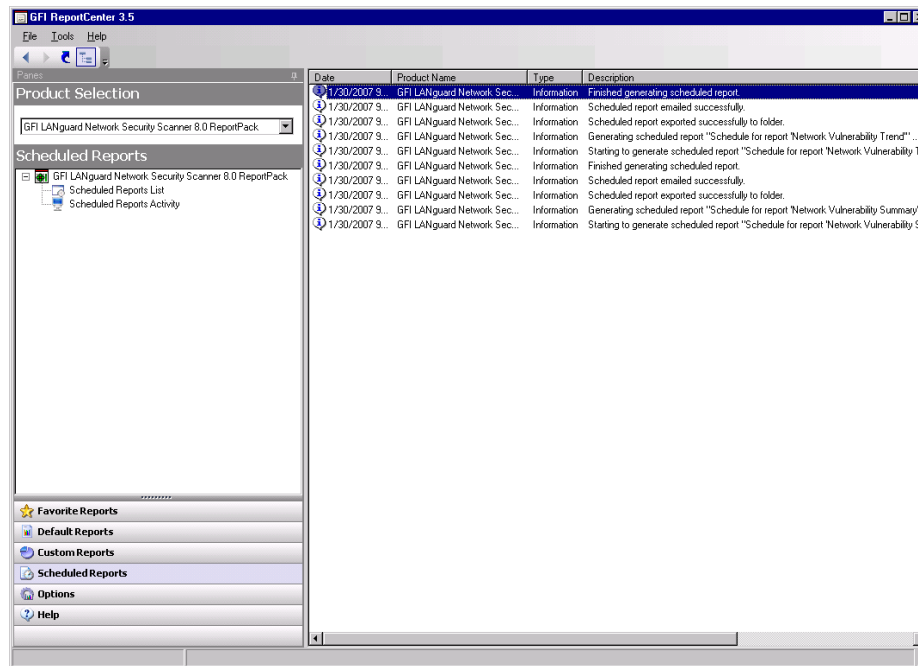 GFI ReportCenter 3.5
File Tools Help
Panes
Product Selection
GFI LANguard Network Security Scanner 8.0 ReportPack
Scheduled Reports
GFI LANguard Network Security Scanner 8.0 ReportPack
Scheduled Reports List
Scheduled Reports Activity
Favorite Reports
Default Reports
Custom Reports
Scheduled Reports
Options
Help
Date Product Name Type Description
1/30/2007 9... GFI LANguard Network Sec... Information Finished generating scheduled report.
1/30/2007 9... GFI LANguard Network Sec... Information Scheduled report emailed successfully.
1/30/2007 9... GFI LANguard Network Sec... Information Scheduled report exported successfully to folder.
1/30/2007 9... GFI LANguard Network Sec... Information Generating scheduled report "Schedule for report 'Network Vulnerability Trend'" ...
1/30/2007 9... GFI LANguard Network Sec... Information Starting to generate scheduled report "Schedule for report 'Network Vulnerability T
1/30/2007 9... GFI LANguard Network Sec... Information Finished generating scheduled report.
1/30/2007 9... GFI LANguard Network Sec... Information Scheduled report emailed successfully.
1/30/2007 9... GFI LANguard Network Sec... Information Scheduled report exported successfully to folder.
1/30/2007 9... GFI LANguard Network Sec... Information Generating scheduled report "Schedule for report 'Network Vulnerability Summary'
1/30/2007 9... GFI LANguard Network Sec... Information Starting to generate scheduled report "Schedule for report 'Network Vulnerability S